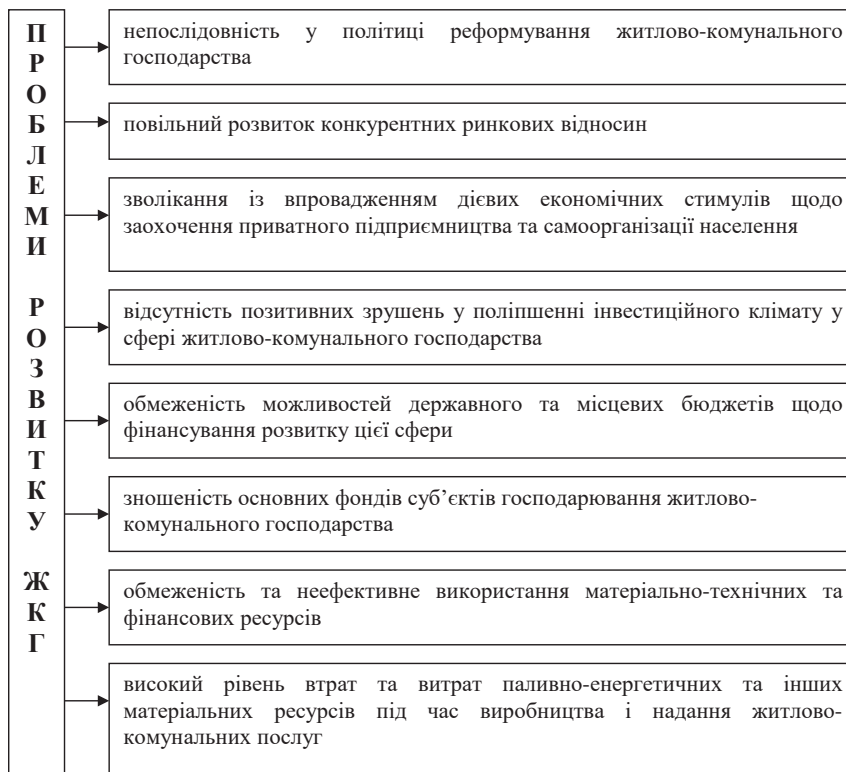 ПРОБЛЕМИ РОЗВИТКУ ЖКГ
непослідовність у політиці реформування житлово-комунального
господарства
повільний розвиток конкурентних ринкових відносин
зволікання із впровадженням дієвих економічних стимулів щодо
заохочення приватного підприємництва та самоорганізації населення
відсутність позитивних зрушень у поліпшенні інвестиційного клімату у
сфері житлово-комунального господарства
обмеженість можливостей державного та місцевих бюджетів щодо
фінансування розвитку цієї сфери
зношеність основних фондів суб’єктів господарювання житлово-
комунального господарства
обмеженість та неефективне використання матеріально-технічних та
фінансових ресурсів
високий рівень втрат та витрат паливно-енергетичних та інших
матеріальних ресурсів під час виробництва і надання житлово-
комунальних послуг